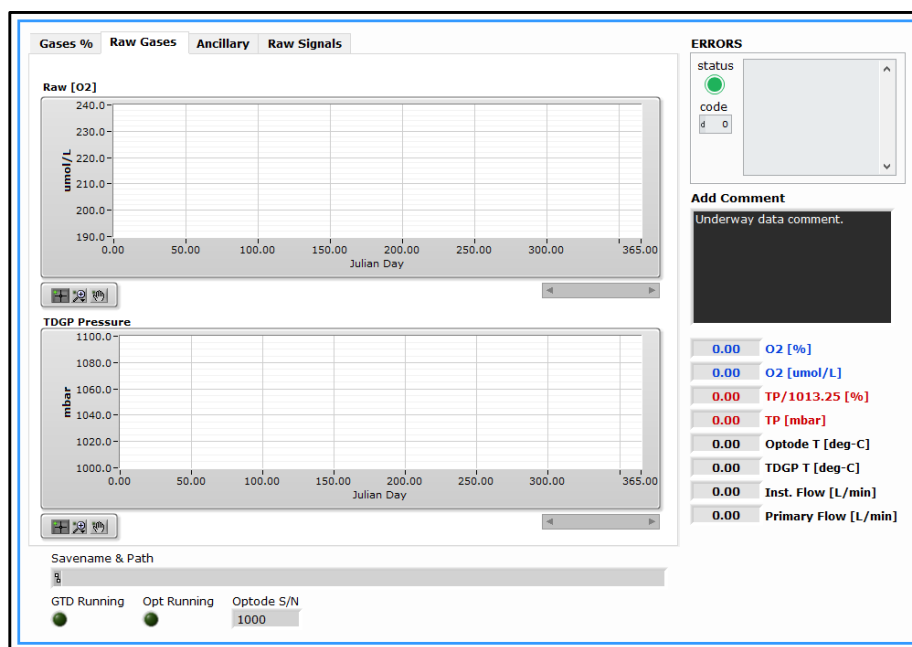 Gases % Raw Gases Ancillary Raw Signals
Raw [O2]
240.0
230.0
220.0
210.0
200.0
190.0
umol/L
0.00 50.00 100.00 150.00 200.00 250.00 300.00 365.00
Julian Day
TDGP Pressure
1100.0
1080.0
1060.0
1040.0
1020.0
1000.0
mbar
0.00 50.00 100.00 150.00 200.00 250.00 300.00 365.00
Julian Day
Savename & Path
GTD Running Opt Running Optode S/N
1000
ERRORS
status
code
d 0
Add Comment
Underway data comment.
0.00 O2 [%]
0.00 O2 [umol/L]
0.00 TP/1013.25 [%]
0.00 TP [mbar]
0.00 Optode T [deg-C]
0.00 TDGP T [deg-C]
0.00 Inst. Flow [L/min]
0.00 Primary Flow [L/min]